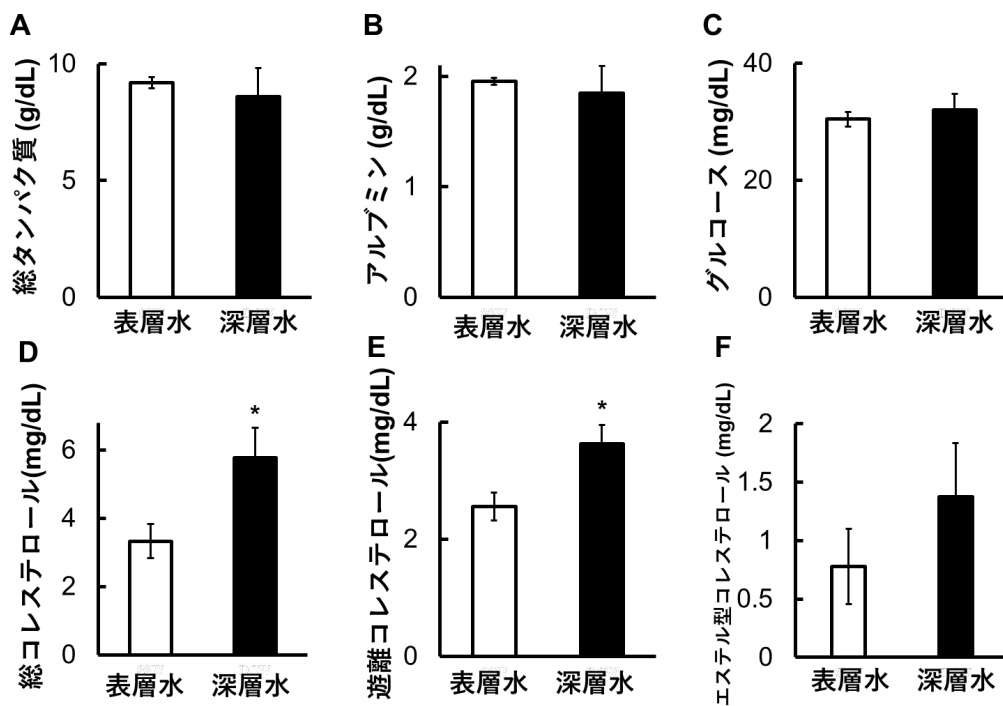 A
総タンパク質 (g/dL)
10
5
0
表層水 深層水
B
アルブミン (g/dL)
2
1
0
表層水 深層水
C
グルコース (mg/dL)
40
20
0
表層水 深層水
D
総コレステロール(mg/dL)
6
4
2
0
*
表層水 深層水
E
遊離コレステロール(mg/dL)
4
2
0
*
表層水 深層水
F
エステル型コレステロール (mg/dL)
2
1.5
1
0.5
0
表層水 深層水